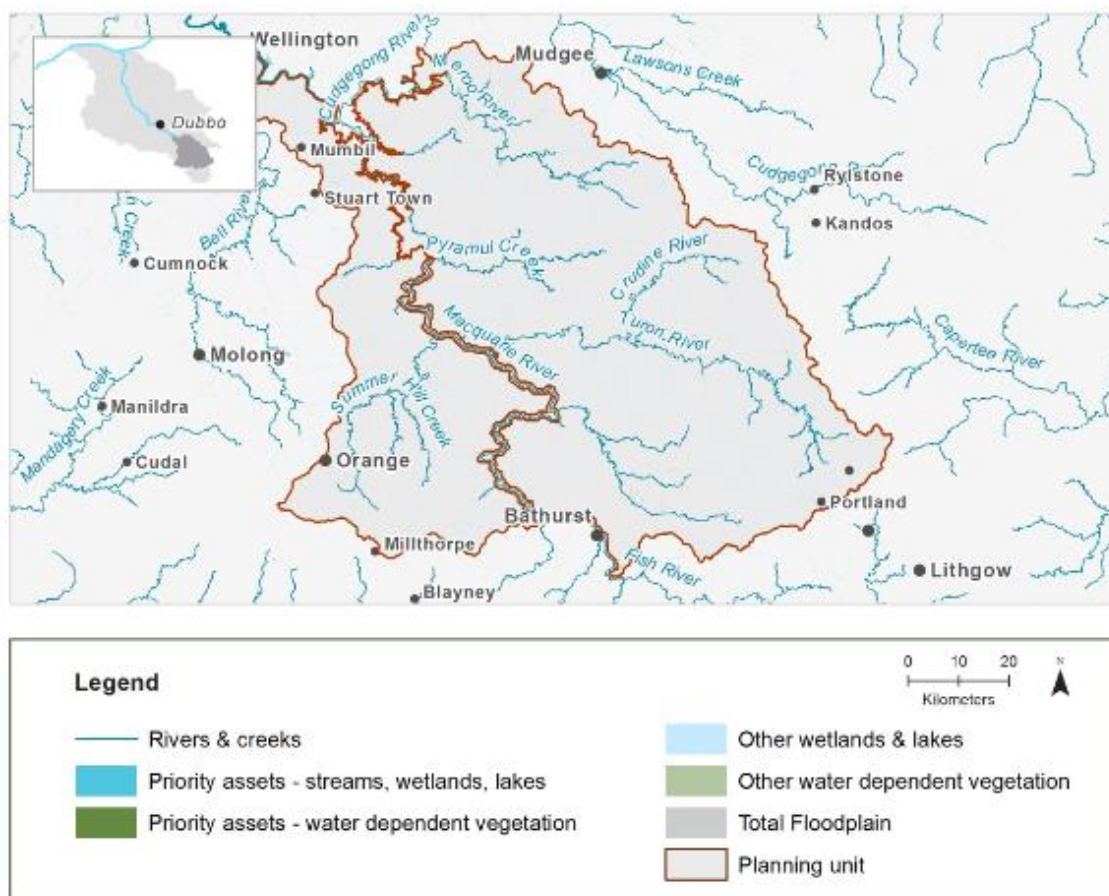 Wellington
Cudgegong River
Meroo River
Mudgee
Lawsons Creek
Dubbo
Mumbil
Cudgegong
Rylstone
Stuart Town
Kandos
Creek
Bell River
Pyramul Creek
Crudine River
Cumnock
Macquarie River
Turon River
Capertee River
Molong
Summer Hill Creek
Manildra
Mandagery Creek
Cudal
Orange
Portland
Bathurst
Millthorpe
Fish River
Lithgow
Blayney
Legend
0 10 20
Kilometers
N
Rivers & creeks
Priority assets - streams, wetlands, lakes
Priority assets - water dependent vegetation
Other wetlands & lakes
Other water dependent vegetation
Total Floodplain
Planning unit